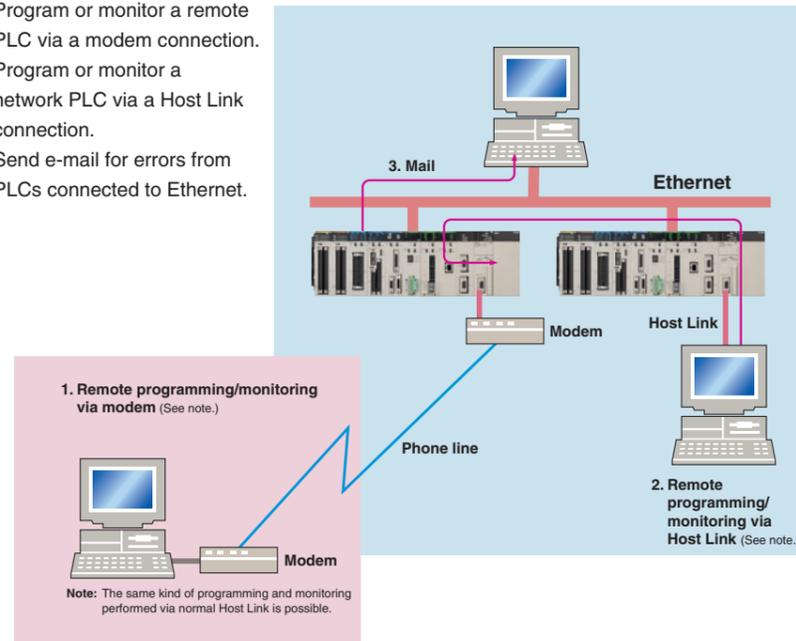 Program or monitor a remote
PLC via a modem connection.
Program or monitor a
network PLC via a Host Link
connection.
Send e-mail for errors from
PLCs connected to Ethernet.
3. Mail
Ethernet
Modem
Host Link
1. Remote programming/monitoring
via modem (See note.)
Phone line
2. Remote
programming/
monitoring via
Host Link (See note.
Modem
Note: The same kind of programming and monitoring
performed via normal Host Link is possible.